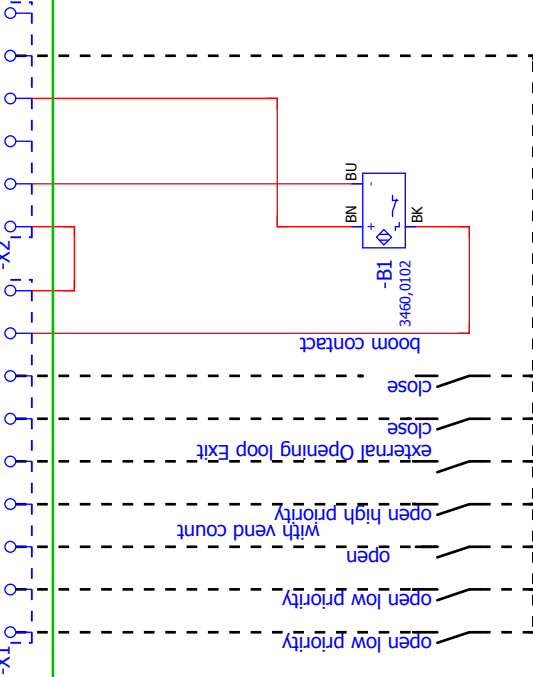 BU
-
BN
+
BK
-X2
-B1
3460,0102
boom contact
close
close
external Opening loop Exit
open high priority
with vend count
open
open low priority
open low priority
-X1